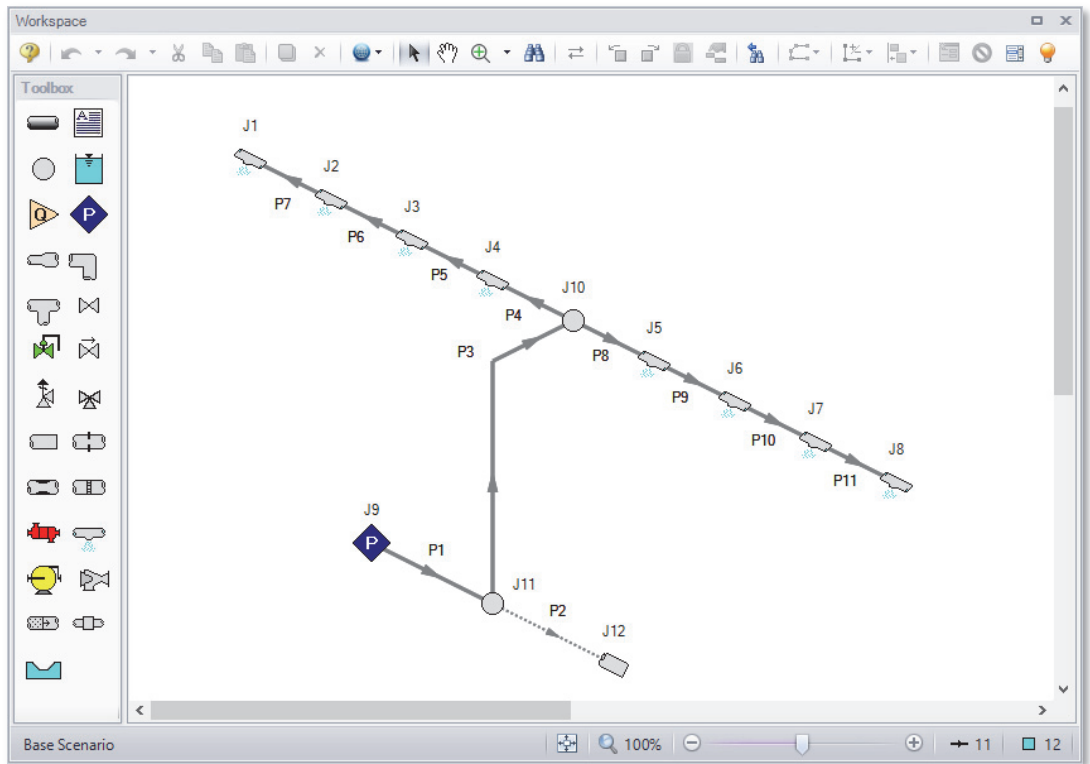 Workspace
Toolbox
A
Q
P
J1
J2
P7
J3
P6
J4
P5
J10
P4
J5
P3
P8
J6
P9
J7
P10
J8
P11
J9
P
P1
J11
P2
J12
Base Scenario
100%
11
12